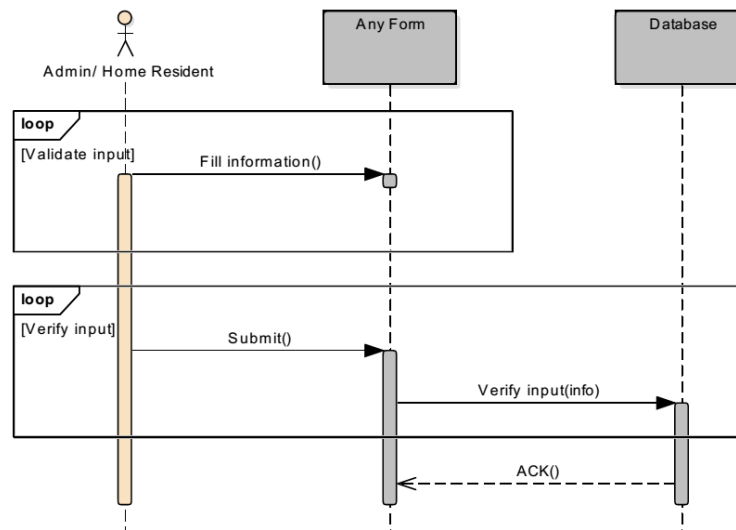 Any Form
Database
Admin/ Home Resident
loop
[Validate input]
Fill information()
loop
[Verify input]
Submit()
Verify input(info)
ACK()